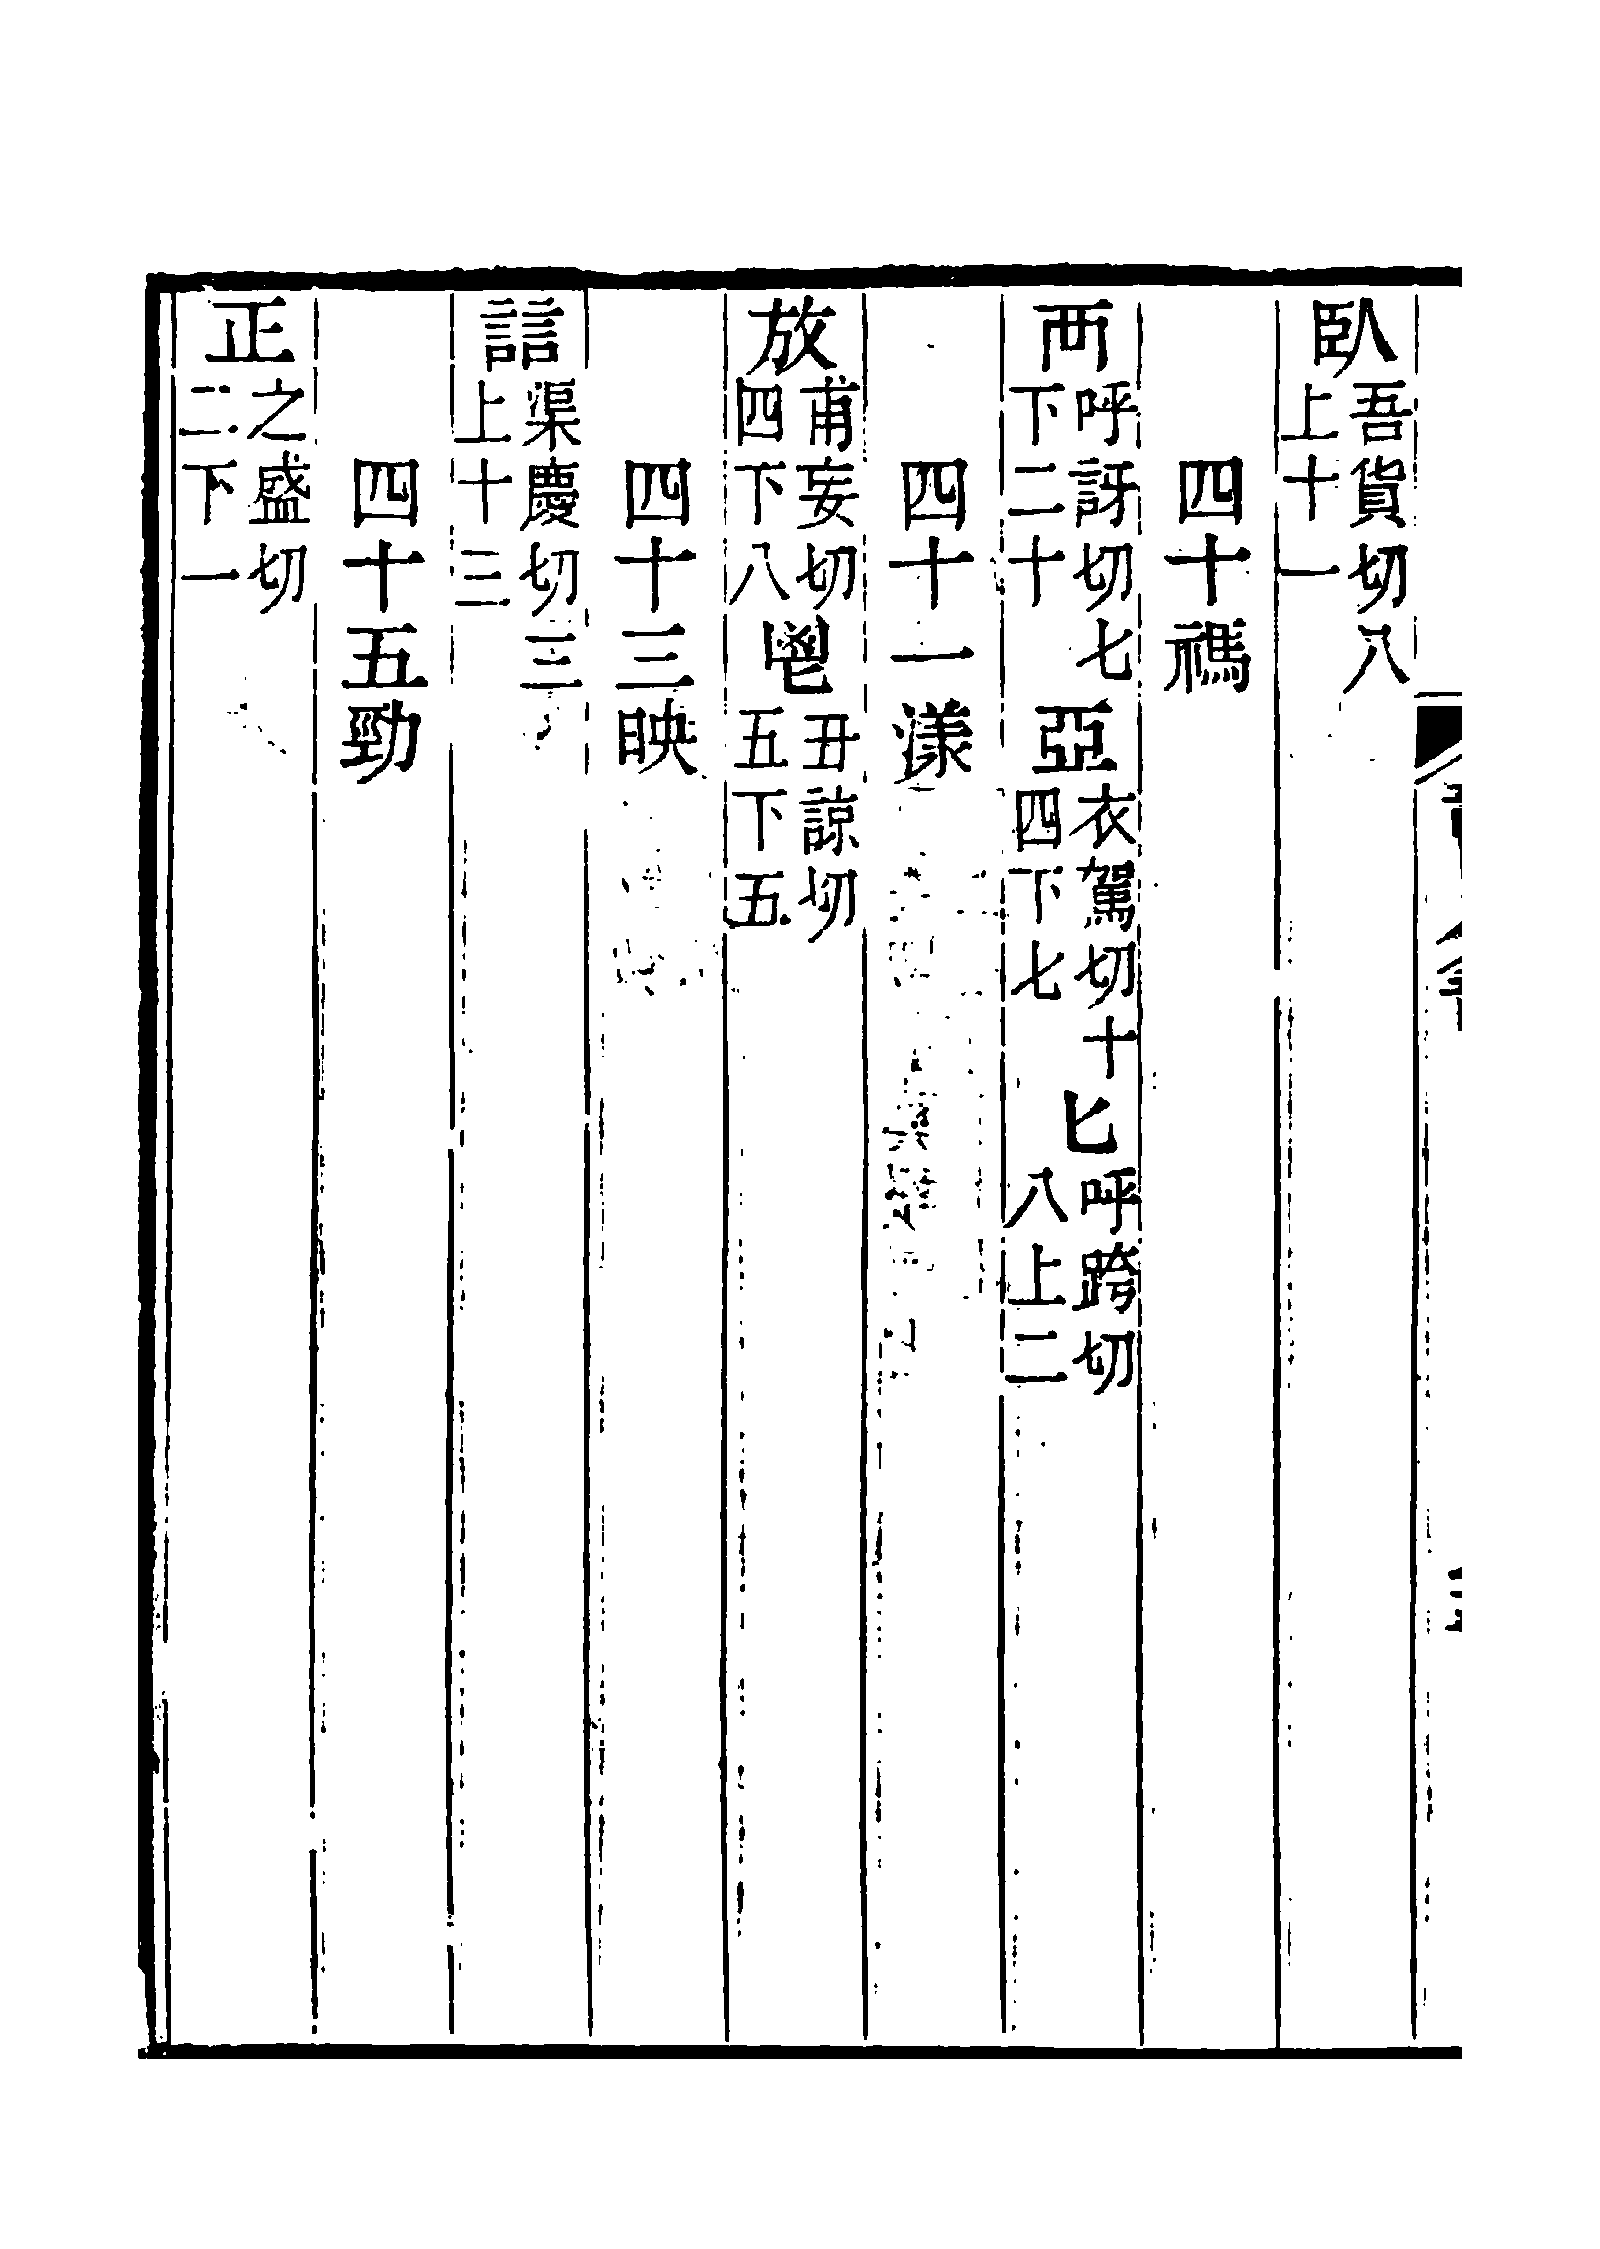 臥吾貨切八上十一
四十禡
襾呼訝切七下二十亞衣駕切十四下七𠤎呼跨切八上二
四十一漾
放甫妄切四下八鬯丑諒切五下五
四十三映
誩渠慶切三上十三
四十五勁
正之盛切二下一